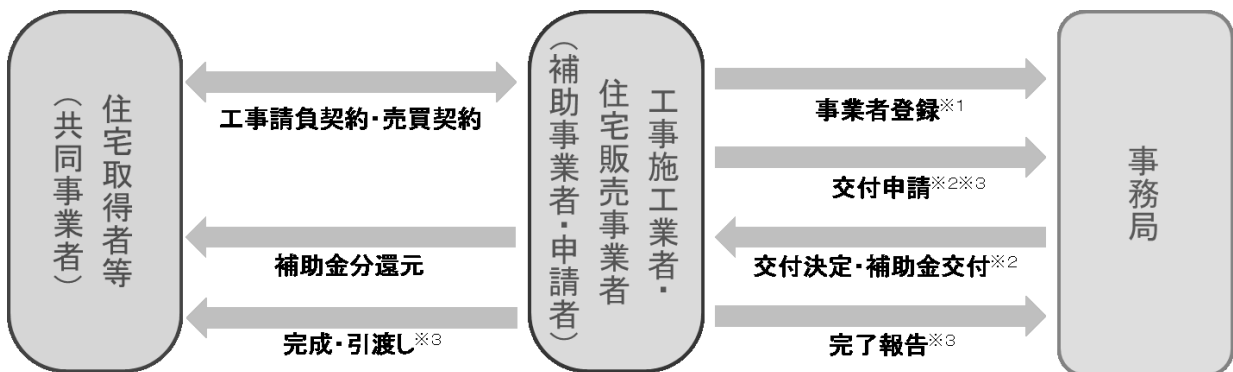 住宅取得者等
（共同事業者）
工事請負契約・売買契約
補助金分還元
完成・引渡し※3
工事施工業者・
住宅販売事業者
（補助事業者・申請者）
事業者登録※1
交付申請※2※3
交付決定・補助金交付※2
完了報告※3
事務局